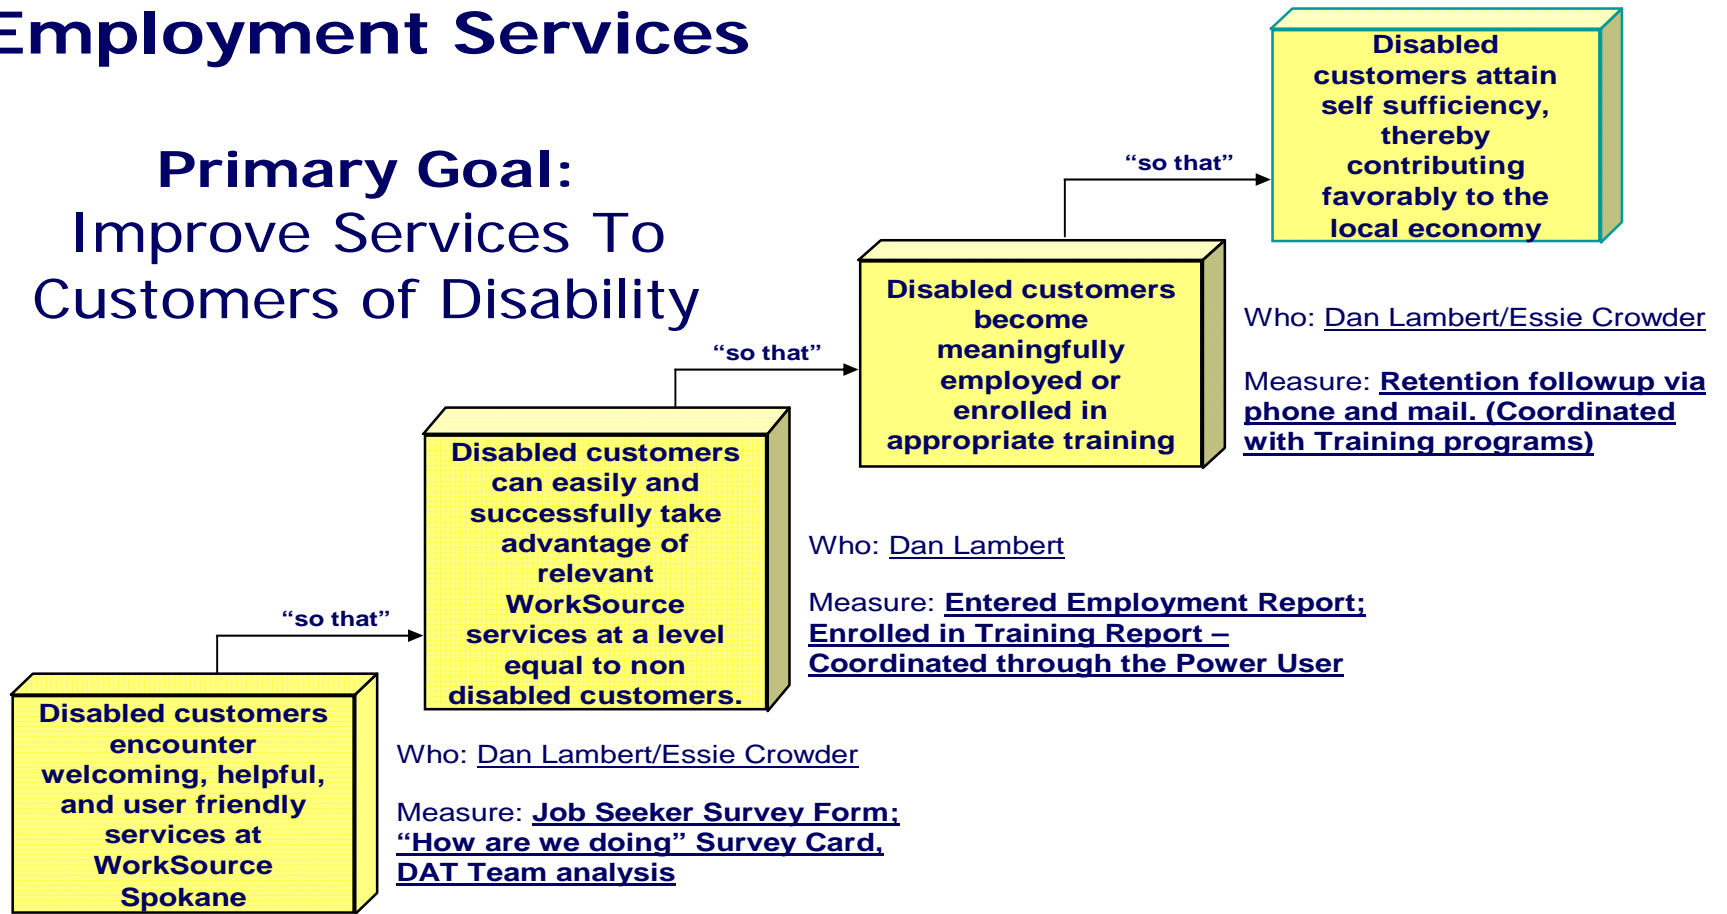 Employment Services
Primary Goal:
Improve Services To
Customers of Disability
Disabled customers
encounter
welcoming, helpful,
and user friendly
services at
WorkSource
Spokane
“so that”
Who: Dan Lambert/Essie Crowder
Measure: Job Seeker Survey Form;
“How are we doing” Survey Card,
DAT Team analysis
Disabled customers
can easily and
successfully take
advantage of
relevant
WorkSource
services at a level
equal to non
disabled customers.
“so that”
Who: Dan Lambert
Measure: Entered Employment Report;
Enrolled in Training Report –
Coordinated through the Power User
Disabled customers
become
meaningfully
employed or
enrolled in
appropriate training
“so that”
Who: Dan Lambert/Essie Crowder
Measure: Retention followup via
phone and mail. (Coordinated
with Training programs)
Disabled
customers attain
self sufficiency,
thereby
contributing
favorably to the
local economy